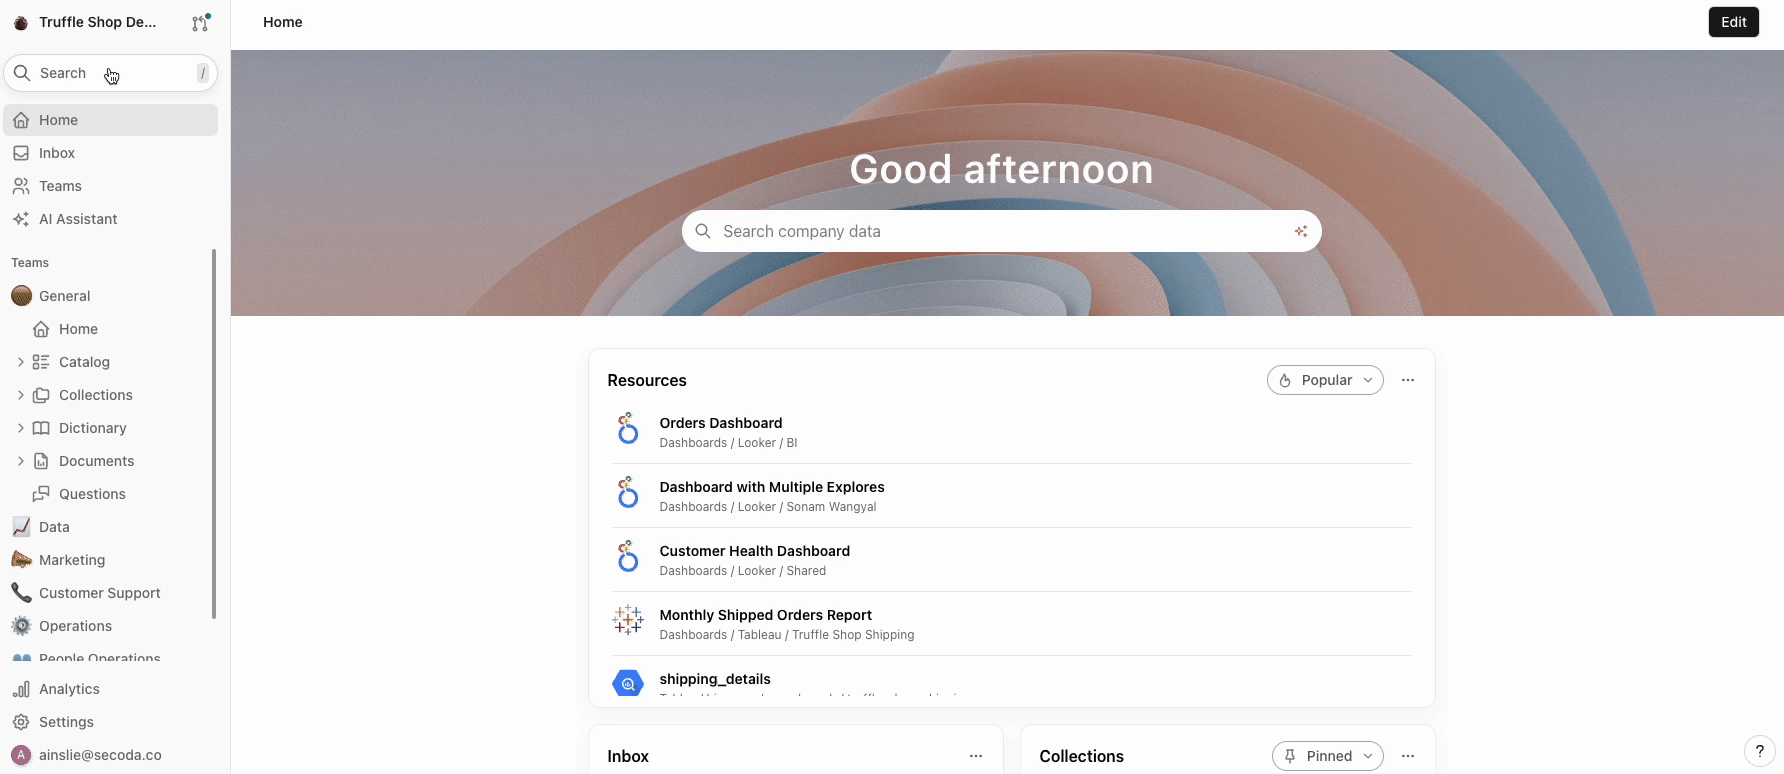 Truffle Shop De...
Search
/
Home
Inbox
Teams
AI Assistant
Teams
General
Home
Catalog
Collections
Dictionary
Documents
Questions
Data
Marketing
Customer Support
Operations
People Operations
Analytics
Settings
A
ainslie@secoda.co
Home
Edit
Good afternoon
Search company data
Resources
Popular
Orders Dashboard
Dashboards / Looker / BI
Dashboard with Multiple Explores
Dashboards / Looker / Sonam Wangyal
Customer Health Dashboard
Dashboards / Looker / Shared
Monthly Shipped Orders Report
Dashboards / Tableau / Truffle Shop Shipping
shipping_details
Inbox
Collections
Pinned
?